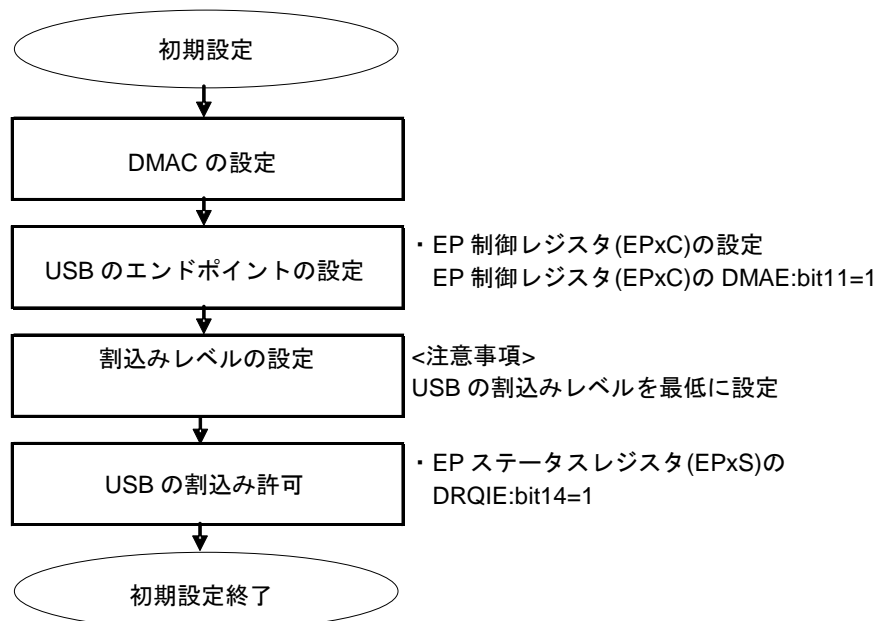 初期設定
DMAC の設定
USB のエンドポイントの設定
・EP 制御レジスタ(EPxC)の設定
EP 制御レジスタ(EPxC)の DMAE:bit11=1
割込みレベルの設定
<注意事項>
USB の割込みレベルを最低に設定
USB の割込み許可
・EP ステータスレジスタ(EPxS)の
DRQIE:bit14=1
初期設定終了